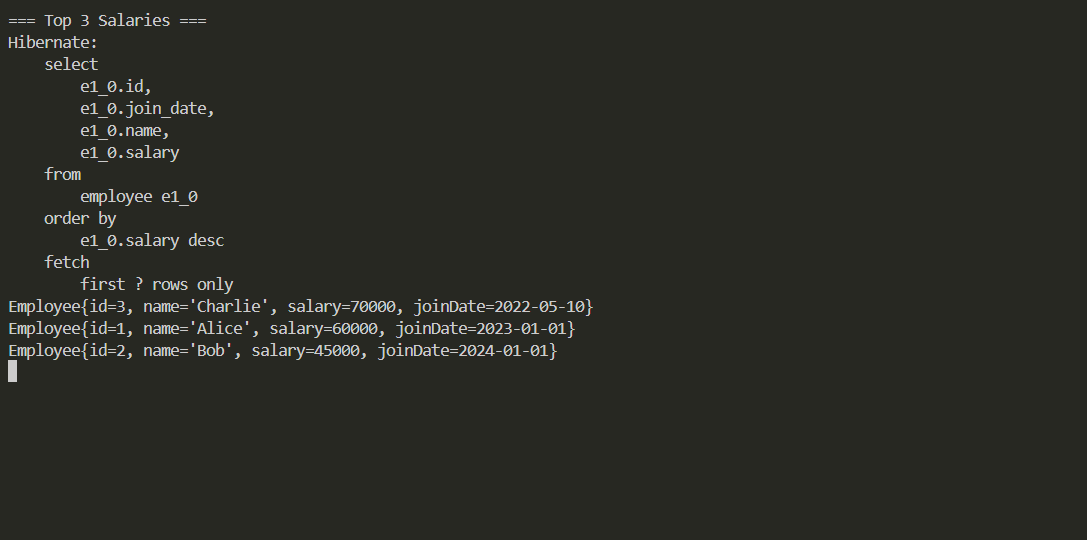 === Top 3 Salaries ===
Hibernate:
    select
        e1_0.id,
        e1_0.join_date,
        e1_0.name,
        e1_0.salary
    from
        employee e1_0
    order by
        e1_0.salary desc
    fetch
        first ? rows only
Employee{id=3, name='Charlie', salary=70000, joinDate=2022-05-10}
Employee{id=1, name='Alice', salary=60000, joinDate=2023-01-01}
Employee{id=2, name='Bob', salary=45000, joinDate=2024-01-01}